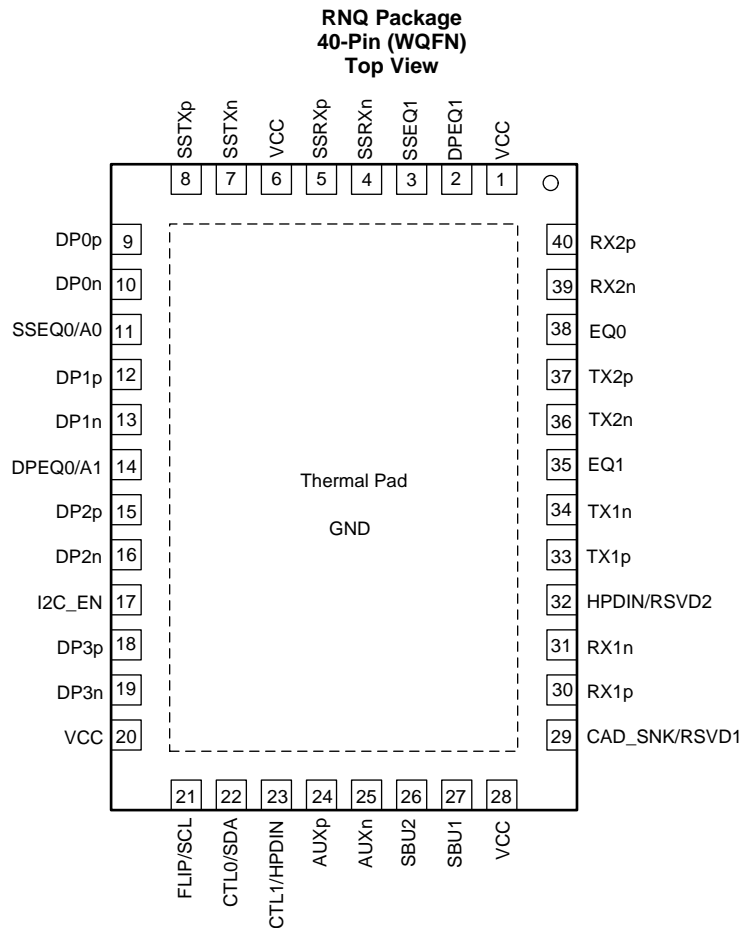 RNQ Package
40-Pin (WQFN)
Top View
SSTXp
SSTXn
VCC
SSRXp
SSRXn
SSEQ1
DPEQ1
VCC
8 7 6 5 4 3 2 1
DP0p 9
DP0n 10
SSEQ0/A0 11
DP1p 12
DP1n 13
DPEQ0/A1 14
DP2p 15
DP2n 16
I2C_EN 17
DP3p 18
DP3n 19
VCC 20
Thermal Pad
GND
40 RX2p
39 RX2n
38 EQ0
37 TX2p
36 TX2n
35 EQ1
34 TX1n
33 TX1p
32 HPDIN/RSVD2
31 RX1n
30 RX1p
29 CAD_SNK/RSVD1
21 22 23 24 25 26 27 28
FLIP/SCL
CTL0/SDA
CTL1/HPDIN
AUXp
AUXn
SBU2
SBU1
VCC